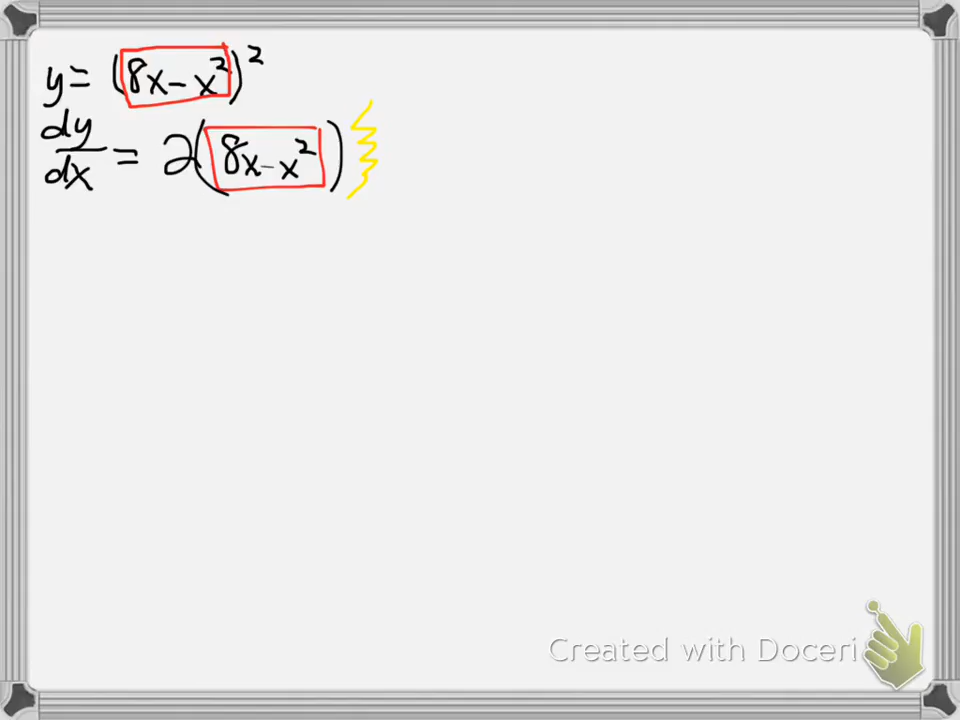 y = (8x - x²)²
dy/dx = 2(8x - x²)
Created with Doceri